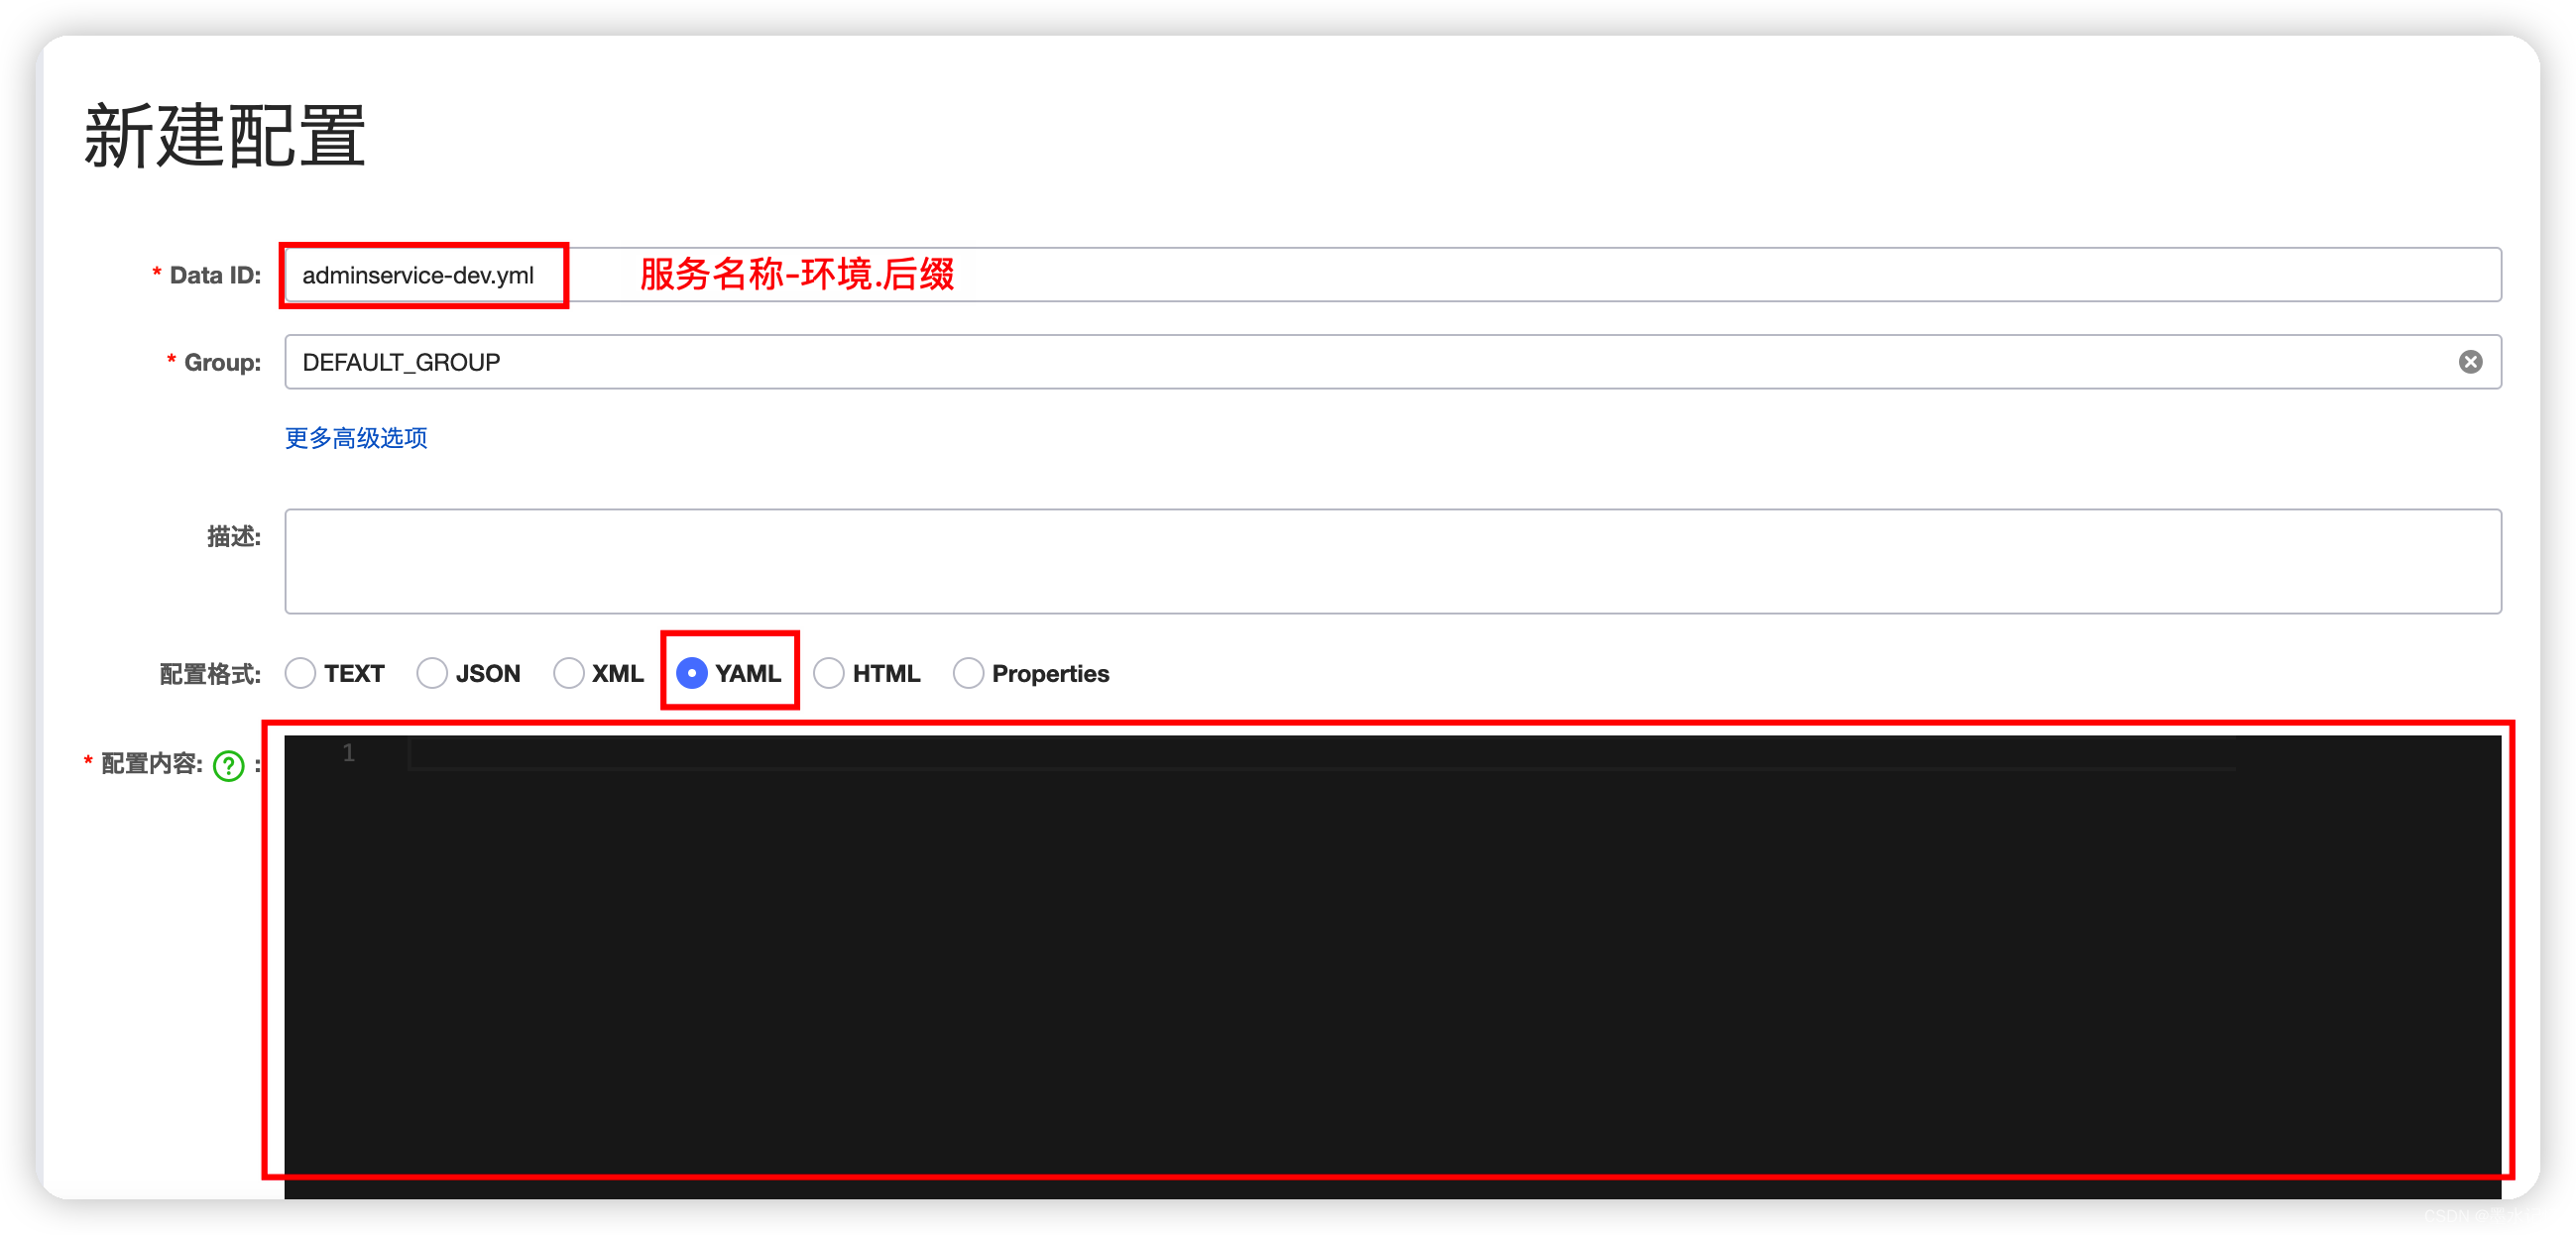 新建配置
* Data ID: adminservice-dev.yml 服务名称-环境.后缀
* Group: DEFAULT_GROUP
更多高级选项
描述:
配置格式: TEXT JSON XML YAML HTML Properties
* 配置内容: ? :
1